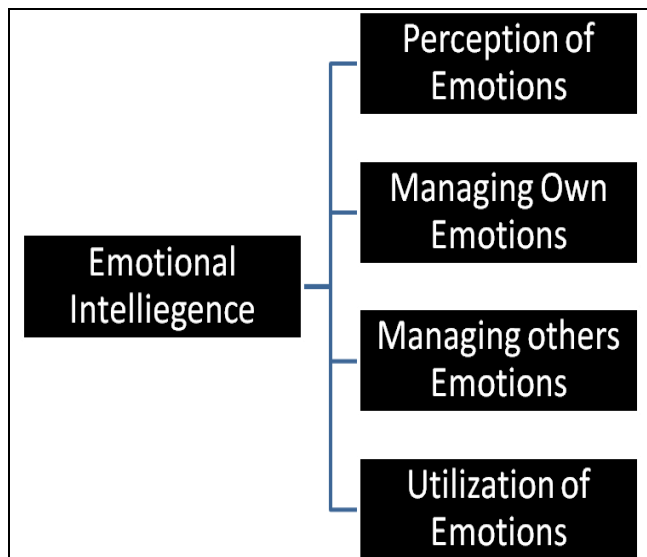 Perception of
Emotions
Managing Own
Emotions
Emotional
Intelliegence
Managing others
Emotions
Utilization of
Emotions